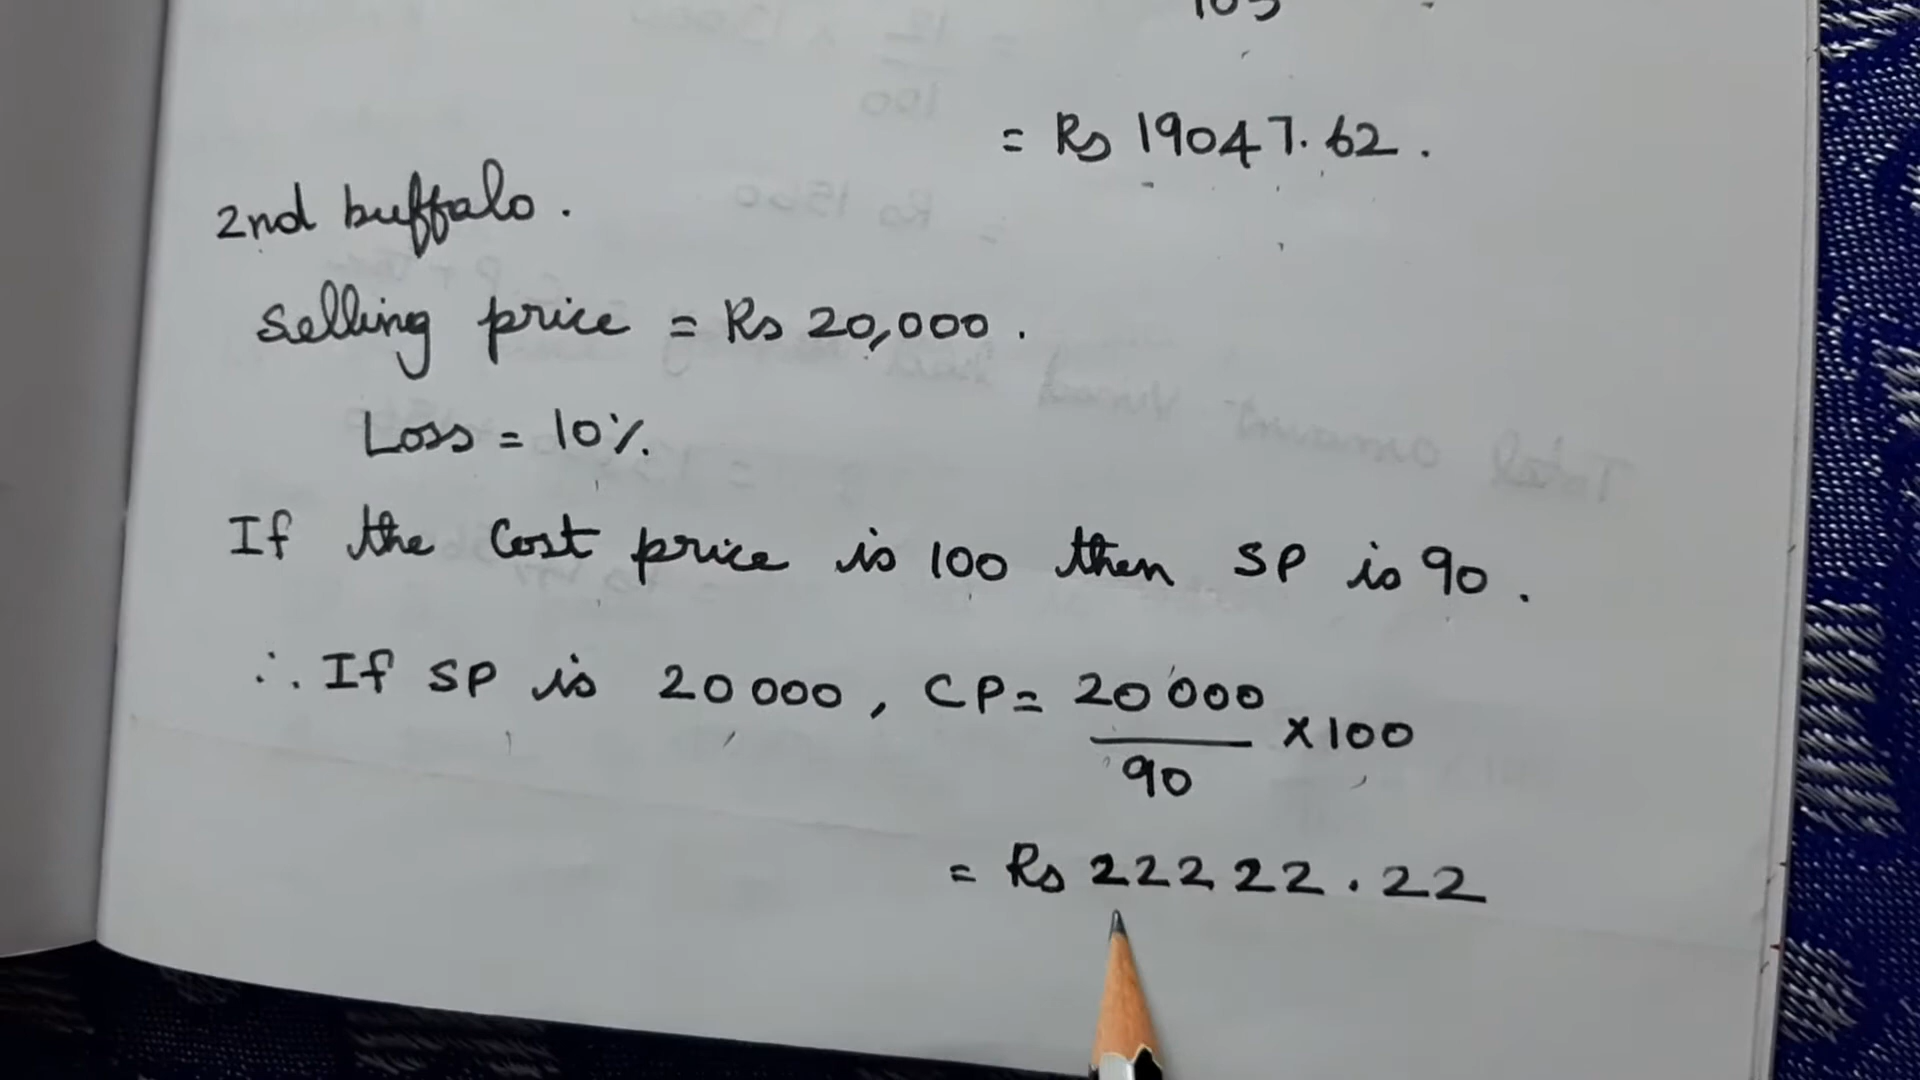 105
= Rs 19047.62.
2nd buffalo.
Selling price = Rs 20,000.
Loss = 10%.
If the Cost price is 100 then SP is 90.
∴ If SP is 20000, CP = 20000/90 × 100
= Rs 22222.22